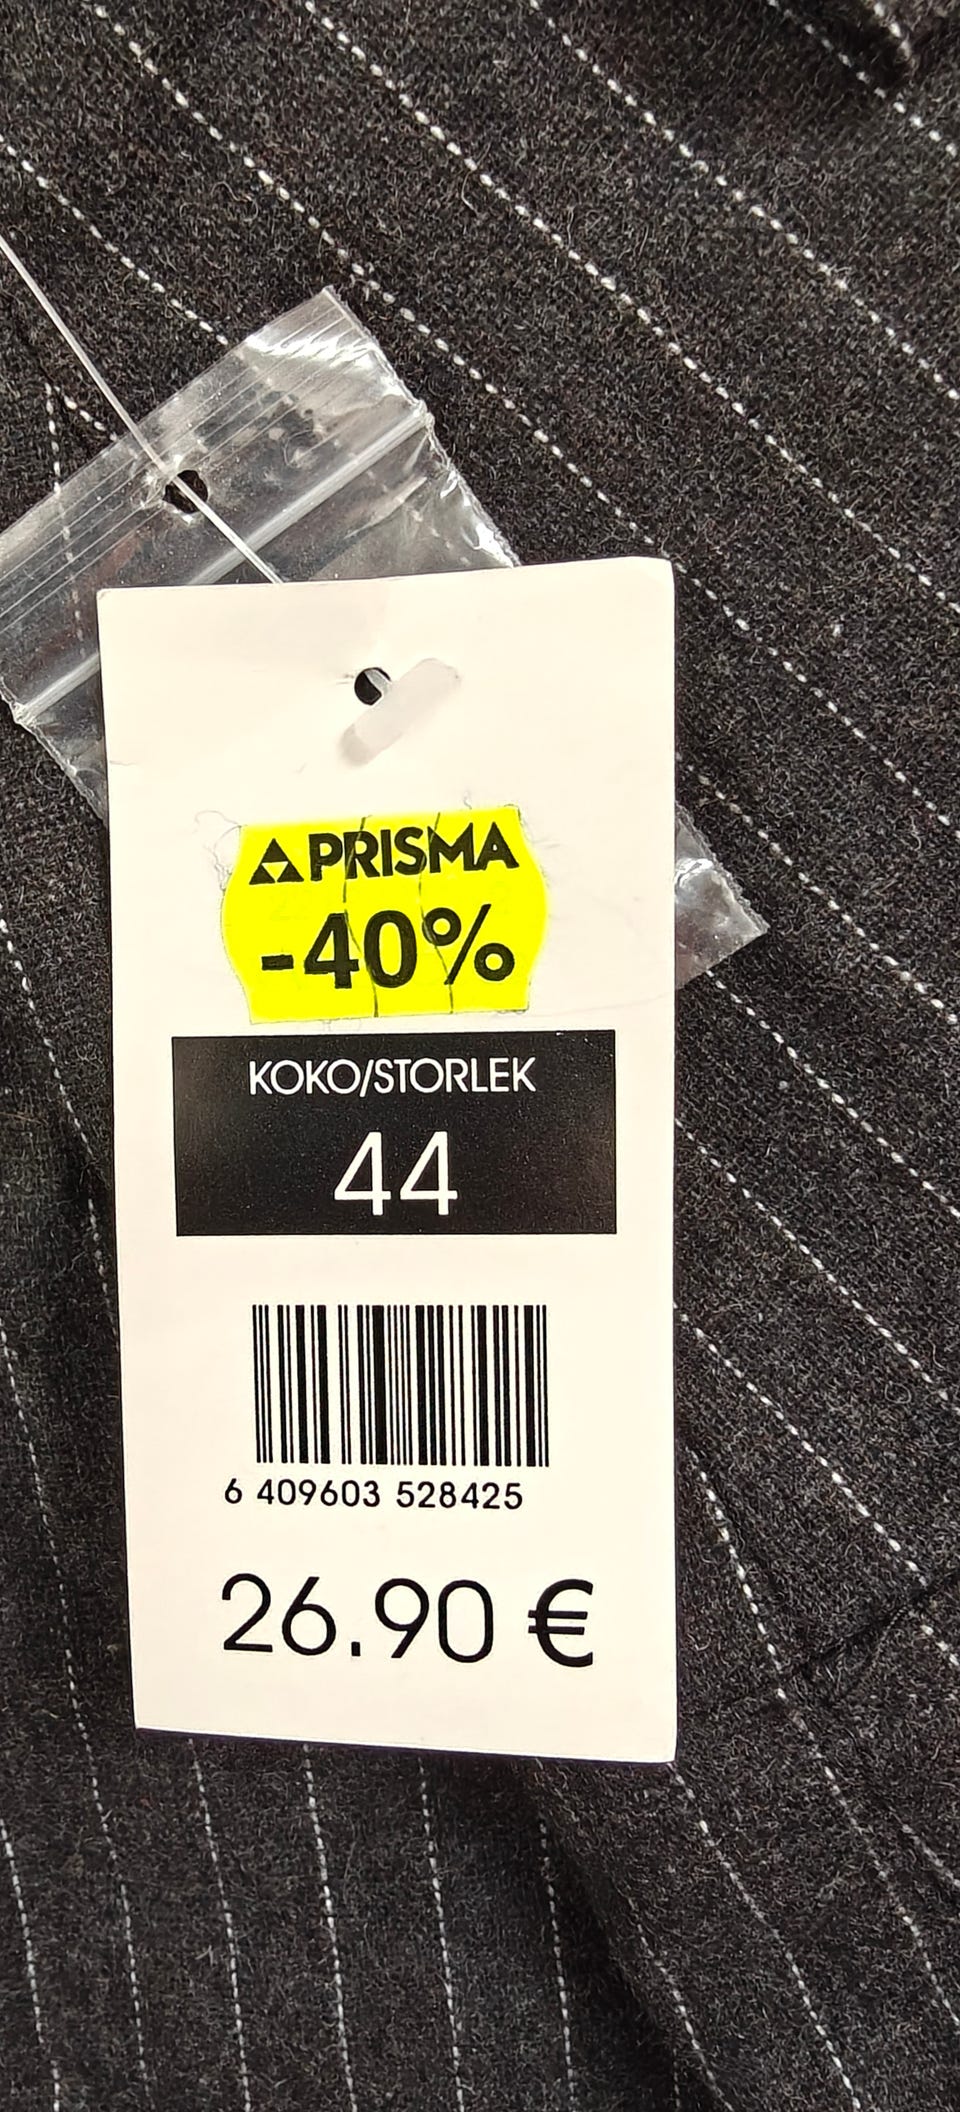 PRISMA
-40%
KOKO/STORLEK
44
6 409603 528425
26.90 €